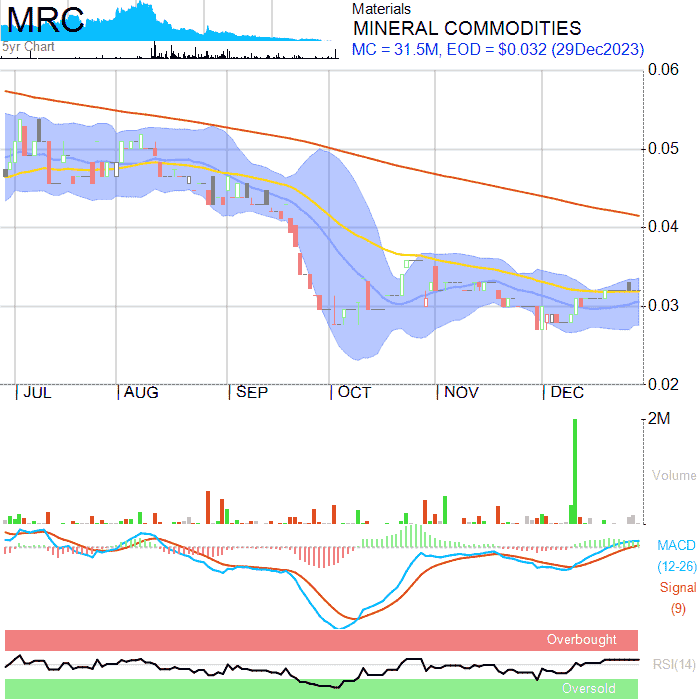 MRC
5yr Chart
Materials
MINERAL COMMODITIES
MC = 31.5M, EOD = $0.032 (29Dec2023)
0.06
0.05
0.04
0.03
0.02
JUL AUG SEP OCT NOV DEC
2M
Volume
MACD
(12-26)
Signal
(9)
Overbought
RSI(14)
Oversold